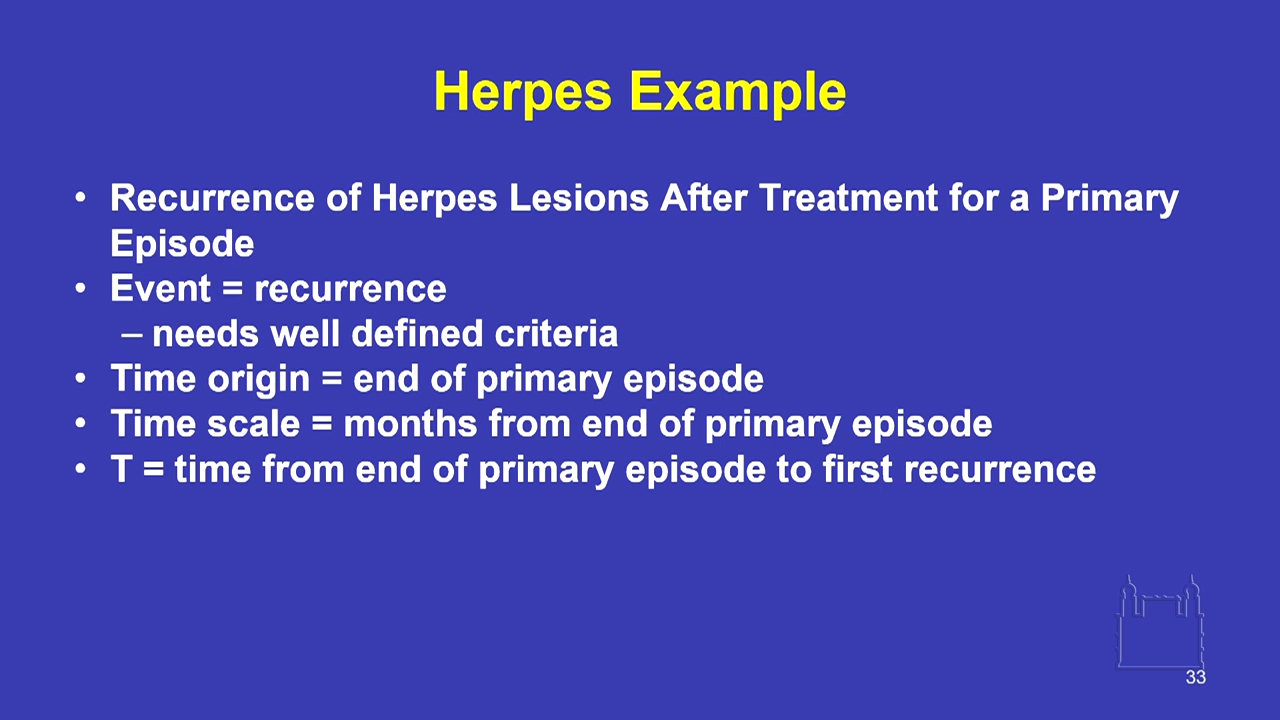 Herpes Example
• Recurrence of Herpes Lesions After Treatment for a Primary
Episode
• Event = recurrence
– needs well defined criteria
• Time origin = end of primary episode
• Time scale = months from end of primary episode
• T = time from end of primary episode to first recurrence
33